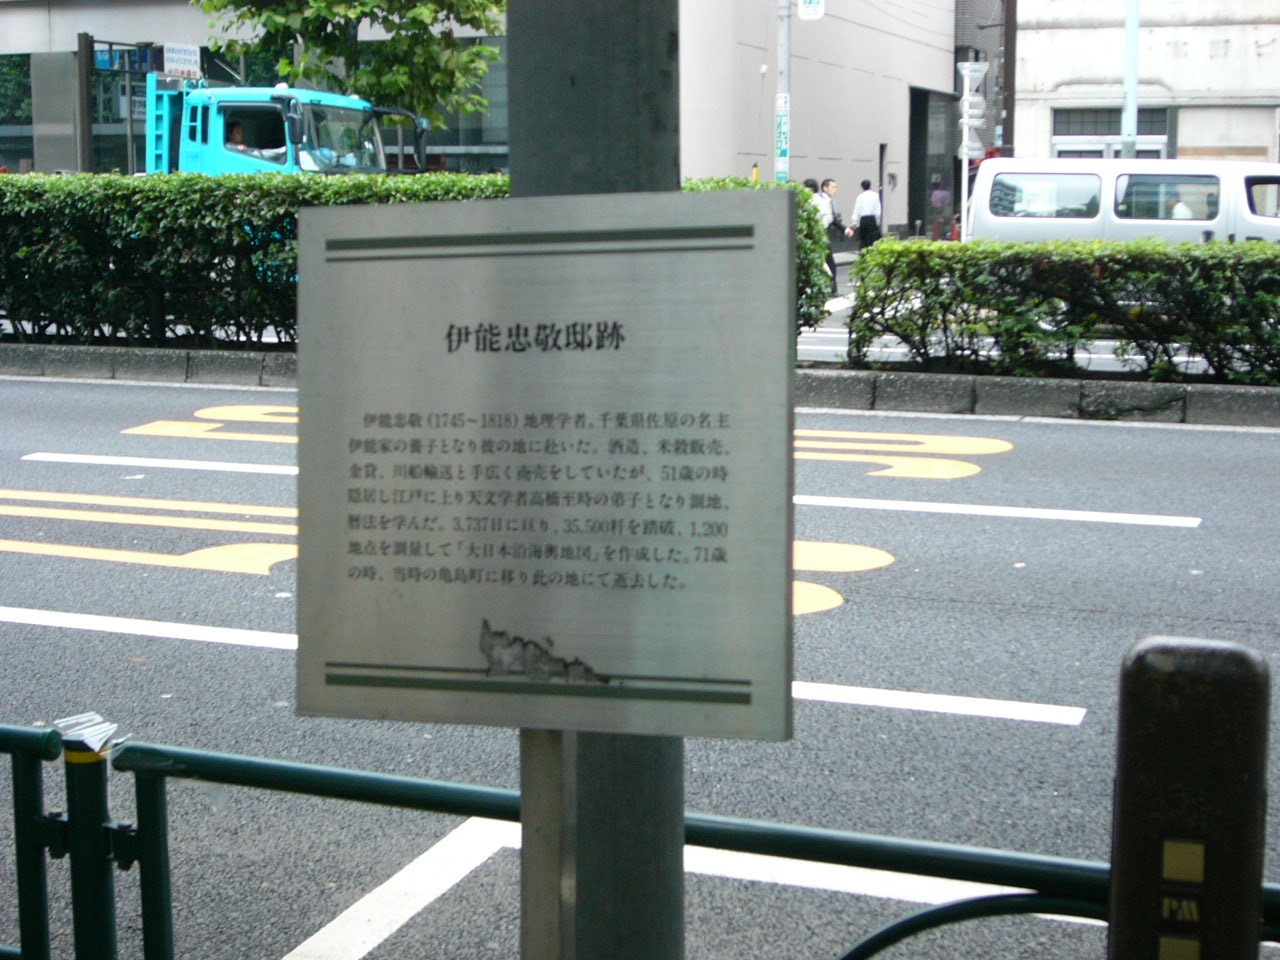 伊能忠敬邸跡
伊能忠敬（1745〜1818）地理学者。千葉県佐原の名主
伊能家の養子となり彼の地に赴いた。酒造、米穀販売、
金貸、川船輸送と手広く商売をしていたが、51歳の時
隠居し江戸に上り天文学者高橋至時の弟子となり測地、
暦法を学んだ。3,737日に亘り、35,500粁を踏破、1,200
地点を測量して「大日本沿海輿地図」を作成した。71歳
の時、当時の亀島町に移り此の地にて逝去した。
PM